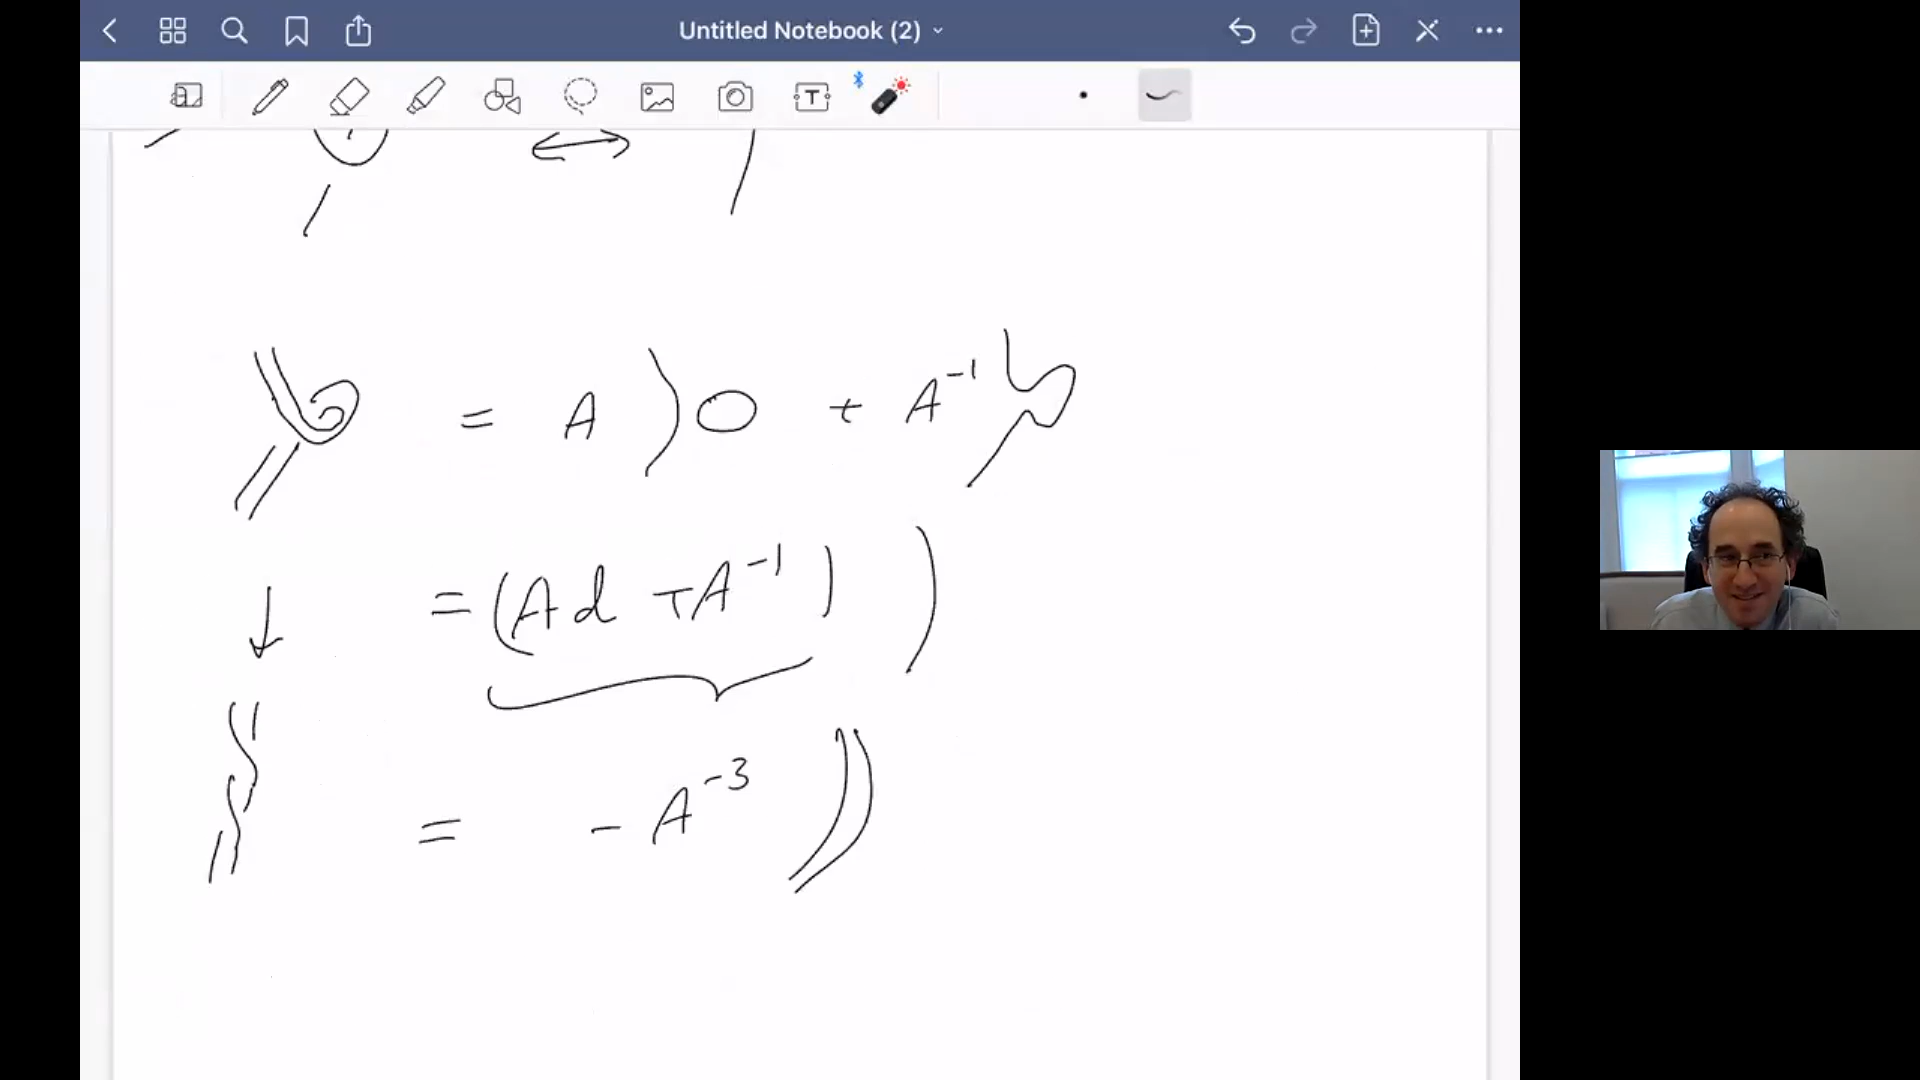 Untitled Notebook (2)
= A ) O + A⁻¹
= (Ad + A⁻¹) )
= - A⁻³ ))